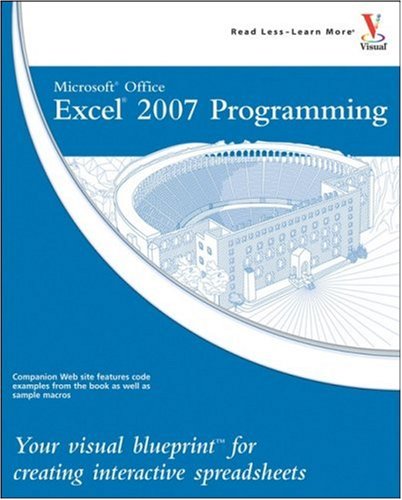 Read Less-Learn More®
Visual
Microsoft® Office
Excel® 2007 Programming
Companion Web site features code
examples from the book as well as
sample macros
Your visual blueprint™ for
creating interactive spreadsheets